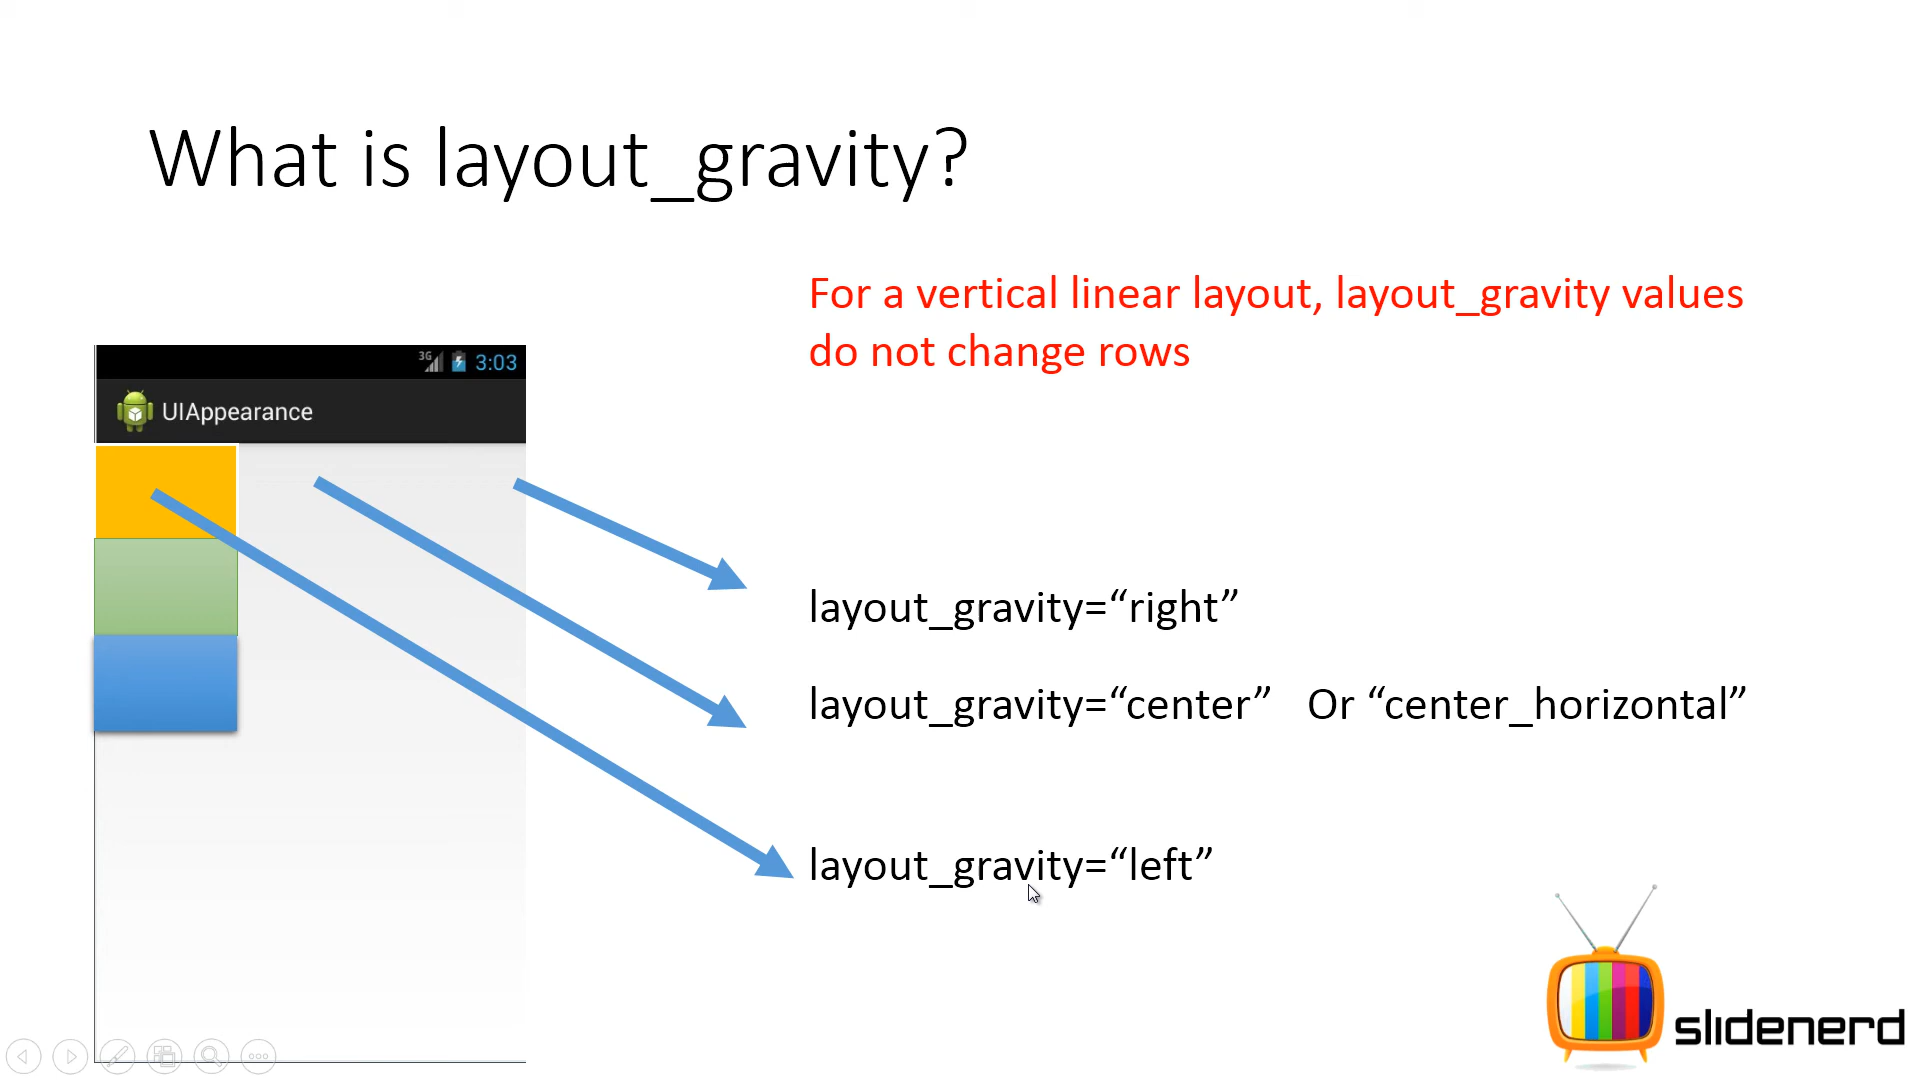 What is layout_gravity?
For a vertical linear layout, layout_gravity values
do not change rows
3G 3:03
UIAppearance
layout_gravity=“right”
layout_gravity=“center” Or “center_horizontal”
layout_gravity=“left”
slidenerd